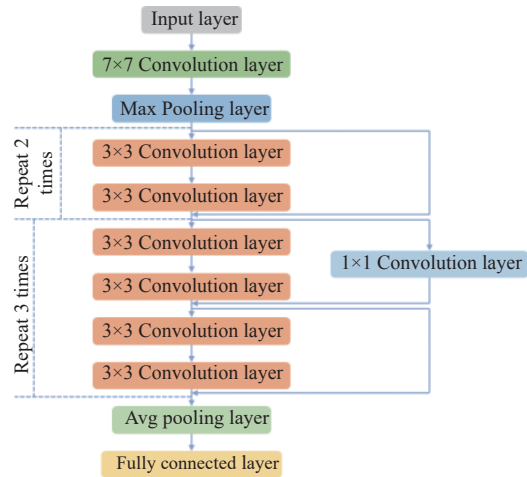 Input layer
7×7 Convolution layer
Max Pooling layer
Repeat 2
times
3×3 Convolution layer
3×3 Convolution layer
Repeat 3 times
3×3 Convolution layer
1×1 Convolution layer
3×3 Convolution layer
3×3 Convolution layer
3×3 Convolution layer
Avg pooling layer
Fully connected layer